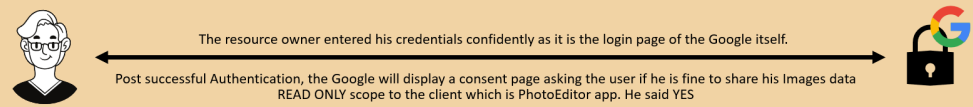 The resource owner entered his credentials confidently as it is the login page of the Google itself.
Post successful Authentication, the Google will display a consent page asking the user if he is fine to share his Images data
READ ONLY scope to the client which is PhotoEditor app. He said YES